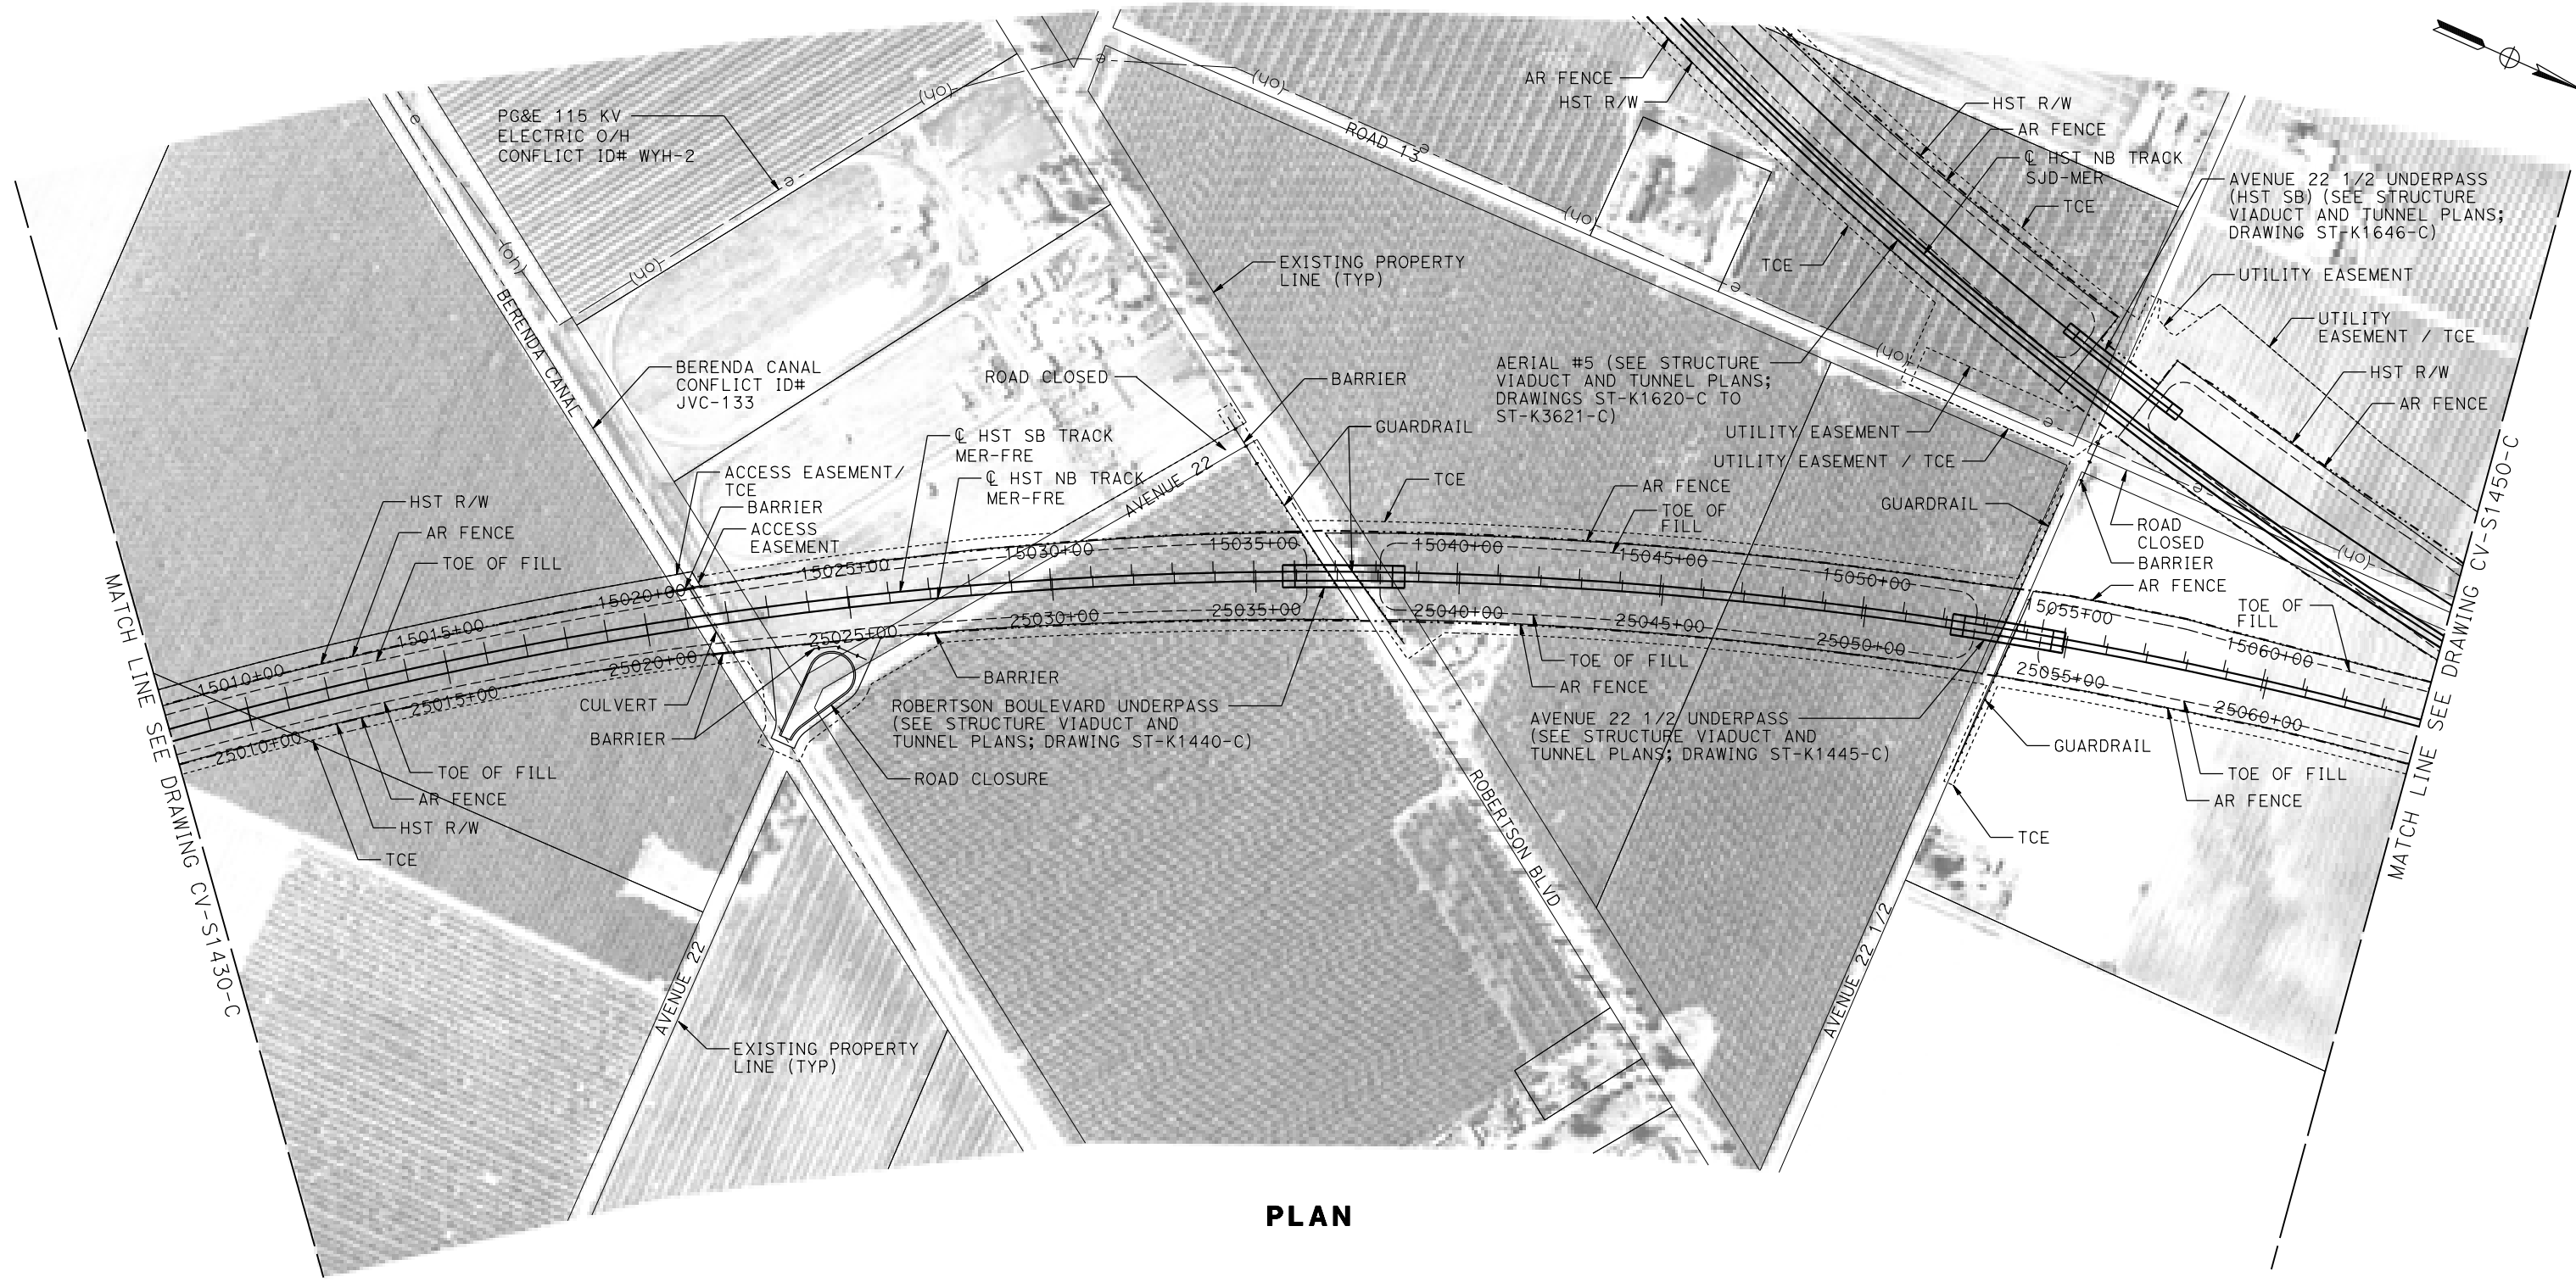 PG&E 115 KV
ELECTRIC O/H
CONFLICT ID# WYH-2
e
(oh)
(oh)
e
(oh)
(oh)
e
(oh)
ROAD 13
e
(oh)
e
(oh)
e
e
(oh)
AR FENCE
HST R/W
HST R/W
AR FENCE
℄ HST NB TRACK
SJD-MER
TCE
AVENUE 22 1/2 UNDERPASS
(HST SB) (SEE STRUCTURE
VIADUCT AND TUNNEL PLANS;
DRAWING ST-K1646-C)
UTILITY EASEMENT
UTILITY
EASEMENT / TCE
HST R/W
AR FENCE
TCE
EXISTING PROPERTY
LINE (TYP)
BERENDA CANAL
BERENDA CANAL
CONFLICT ID#
JVC-133
ROAD CLOSED
BARRIER
GUARDRAIL
AERIAL #5 (SEE STRUCTURE
VIADUCT AND TUNNEL PLANS;
DRAWINGS ST-K1620-C TO
ST-K3621-C)
UTILITY EASEMENT
UTILITY EASEMENT / TCE
℄ HST SB TRACK
MER-FRE
℄ HST NB TRACK
MER-FRE
AVENUE 22
ACCESS EASEMENT/
TCE
BARRIER
ACCESS
EASEMENT
HST R/W
AR FENCE
TOE OF FILL
TCE
AR FENCE
TOE OF
FILL
GUARDRAIL
ROAD
CLOSED
BARRIER
AR FENCE
TOE OF
FILL
15010+00
15015+00
15020+00
15025+00
15030+00
15035+00
15040+00
15045+00
15050+00
15055+00
15060+00
25010+00
25015+00
25020+00
25025+00
25030+00
25035+00
25040+00
25045+00
25050+00
25055+00
25060+00
CULVERT
BARRIER
BARRIER
ROBERTSON BOULEVARD UNDERPASS
(SEE STRUCTURE VIADUCT AND
TUNNEL PLANS; DRAWING ST-K1440-C)
ROAD CLOSURE
TOE OF FILL
AR FENCE
AVENUE 22 1/2 UNDERPASS
(SEE STRUCTURE VIADUCT AND
TUNNEL PLANS; DRAWING ST-K1445-C)
GUARDRAIL
TOE OF FILL
AR FENCE
TCE
TOE OF FILL
AR FENCE
HST R/W
TCE
ROBERTSON BLVD
AVENUE 22
AVENUE 22 1/2
EXISTING PROPERTY
LINE (TYP)
MATCH LINE SEE DRAWING CV-S1430-C
MATCH LINE SEE DRAWING CV-S1450-C
PLAN